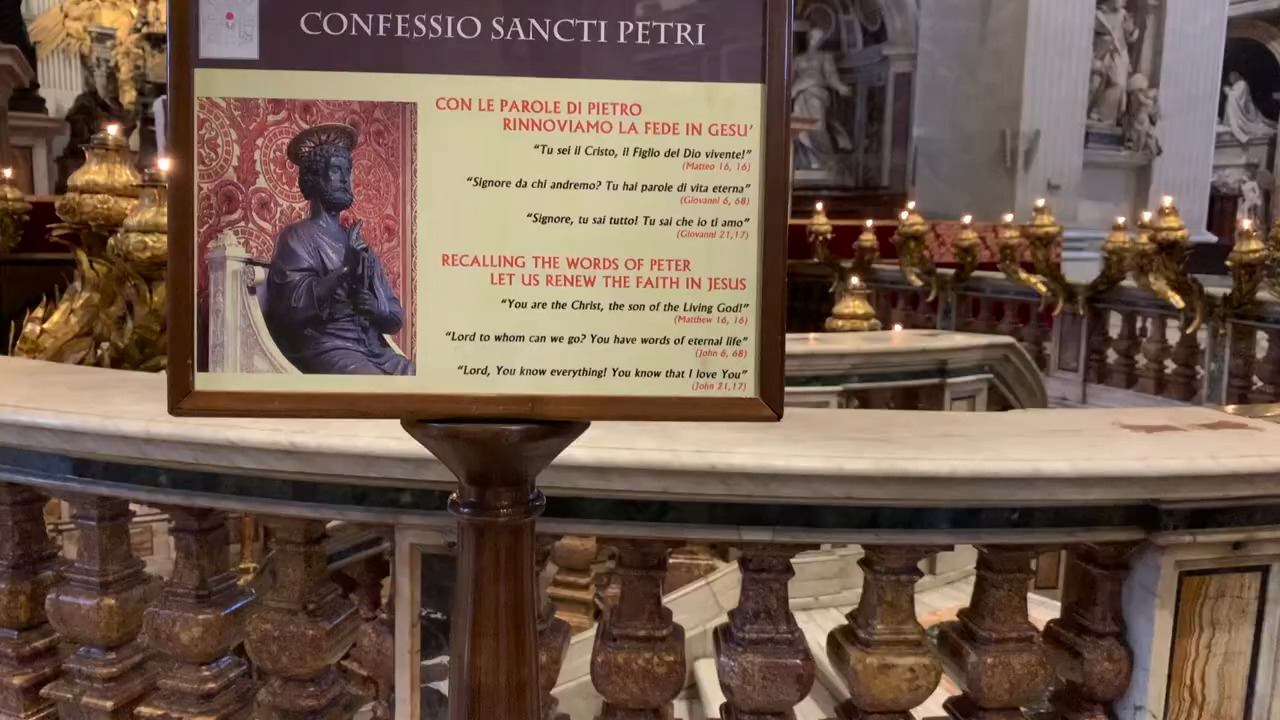 CONFESSIO SANCTI PETRI
CON LE PAROLE DI PIETRO
RINNOVIAMO LA FEDE IN GESU'
“Tu sei il Cristo, il Figlio del Dio vivente!”
(Matteo 16, 16)
“Signore da chi andremo? Tu hai parole di vita eterna”
(Giovanni 6, 68)
“Signore, tu sai tutto! Tu sai che io ti amo”
(Giovanni 21,17)
RECALLING THE WORDS OF PETER
LET US RENEW THE FAITH IN JESUS
“You are the Christ, the son of the Living God!”
(Matthew 16, 16)
“Lord to whom can we go? You have words of eternal life”
(John 6, 68)
“Lord, You know everything! You know that I love You”
(John 21,17)